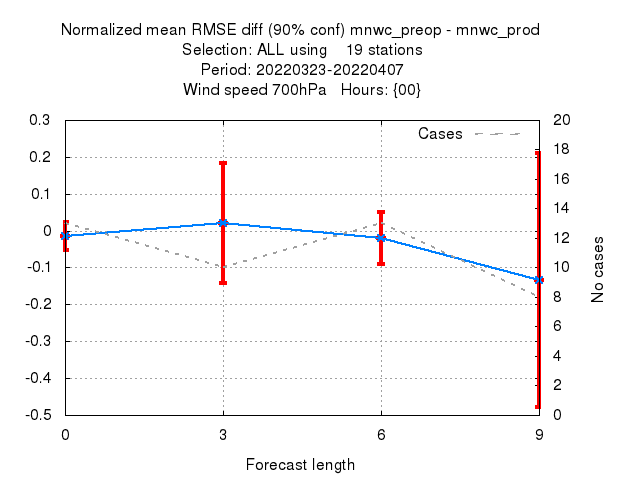 Normalized mean RMSE diff (90% conf) mnwc_preop - mnwc_prod
Selection: ALL using 19 stations
Period: 20220323-20220407
Wind speed 700hPa Hours: {00}
Cases
0.3
0.2
0.1
0
-0.1
-0.2
-0.3
-0.4
-0.5
20
18
16
14
12
10
8
6
4
2
0
No cases
0 3 6 9
Forecast length